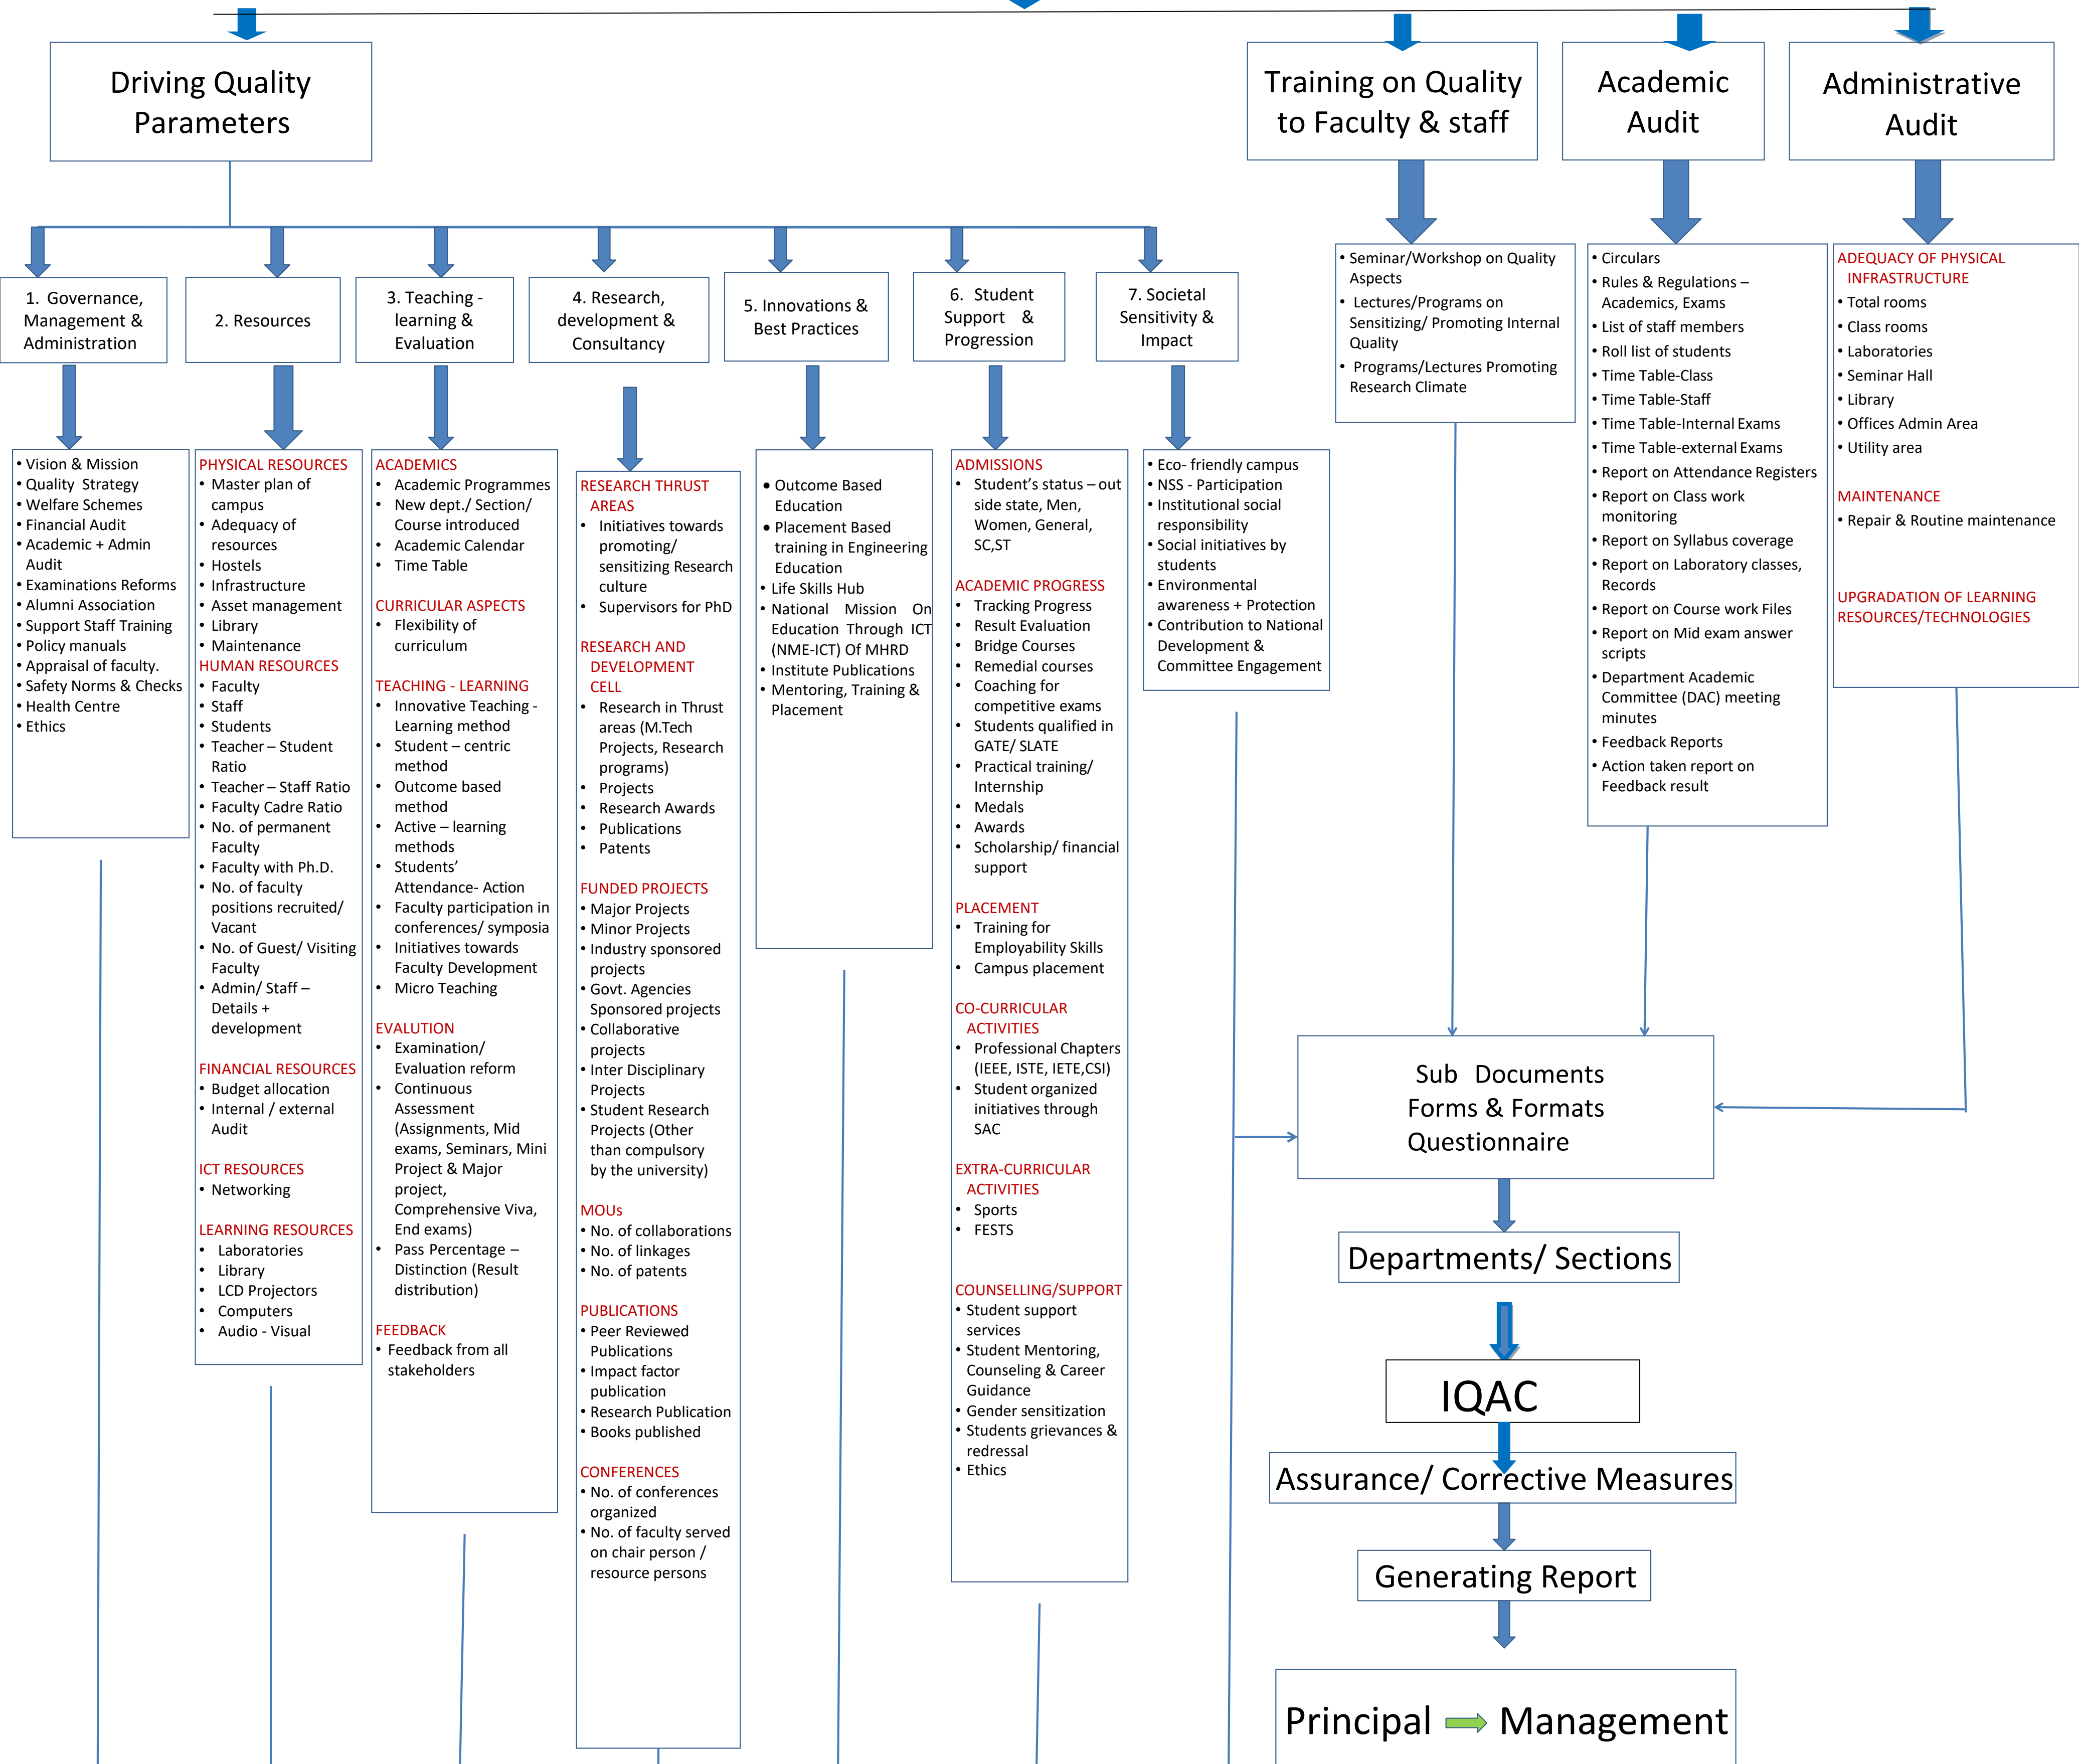 Driving Quality
Parameters
Training on Quality
to Faculty & staff
Academic
Audit
Administrative
Audit
1. Governance,
Management &
Administration
2. Resources
3. Teaching -
learning &
Evaluation
4. Research,
development &
Consultancy
5. Innovations &
Best Practices
6. Student
Support &
Progression
7. Societal
Sensitivity &
Impact
• Vision & Mission
• Quality Strategy
• Welfare Schemes
• Financial Audit
• Academic + Admin
Audit
• Examinations Reforms
• Alumni Association
• Support Staff Training
• Policy manuals
• Appraisal of faculty.
• Safety Norms & Checks
• Health Centre
• Ethics
PHYSICAL RESOURCES
• Master plan of
campus
• Adequacy of
resources
• Hostels
• Infrastructure
• Asset management
• Library
• Maintenance
HUMAN RESOURCES
• Faculty
• Staff
• Students
• Teacher – Student
Ratio
• Teacher – Staff Ratio
• Faculty Cadre Ratio
• No. of permanent
Faculty
• Faculty with Ph.D.
• No. of faculty
positions recruited/
Vacant
• No. of Guest/ Visiting
Faculty
• Admin/ Staff –
Details +
development
FINANCIAL RESOURCES
• Budget allocation
• Internal / external
Audit
ICT RESOURCES
• Networking
LEARNING RESOURCES
• Laboratories
• Library
• LCD Projectors
• Computers
• Audio - Visual
ACADEMICS
• Academic Programmes
• New dept./ Section/
Course introduced
• Academic Calendar
• Time Table
CURRICULAR ASPECTS
• Flexibility of
curriculum
TEACHING - LEARNING
• Innovative Teaching -
Learning method
• Student – centric
method
• Outcome based
method
• Active – learning
methods
• Students’
Attendance- Action
• Faculty participation in
conferences/ symposia
• Initiatives towards
Faculty Development
• Micro Teaching
EVALUTION
• Examination/
Evaluation reform
• Continuous
Assessment
(Assignments, Mid
exams, Seminars, Mini
Project & Major
project,
Comprehensive Viva,
End exams)
• Pass Percentage –
Distinction (Result
distribution)
FEEDBACK
• Feedback from all
stakeholders
RESEARCH THRUST
AREAS
• Initiatives towards
promoting/
sensitizing Research
culture
• Supervisors for PhD
RESEARCH AND
DEVELOPMENT
CELL
• Research in Thrust
areas (M.Tech
Projects, Research
programs)
• Projects
• Research Awards
• Publications
• Patents
FUNDED PROJECTS
• Major Projects
• Minor Projects
• Industry sponsored
projects
• Govt. Agencies
Sponsored projects
• Collaborative
projects
• Inter Disciplinary
Projects
• Student Research
Projects (Other
than compulsory
by the university)
MOUs
• No. of collaborations
• No. of linkages
• No. of patents
PUBLICATIONS
• Peer Reviewed
Publications
• Impact factor
publication
• Research Publication
• Books published
CONFERENCES
• No. of conferences
organized
• No. of faculty served
on chair person /
resource persons
• Outcome Based
Education
• Placement Based
training in Engineering
Education
• Life Skills Hub
• National Mission On
Education Through ICT
(NME-ICT) Of MHRD
• Institute Publications
• Mentoring, Training &
Placement
ADMISSIONS
• Student’s status – out
side state, Men,
Women, General,
SC,ST
ACADEMIC PROGRESS
• Tracking Progress
• Result Evaluation
• Bridge Courses
• Remedial courses
• Coaching for
competitive exams
• Students qualified in
GATE/ SLATE
• Practical training/
Internship
• Medals
• Awards
• Scholarship/ financial
support
PLACEMENT
• Training for
Employability Skills
• Campus placement
CO-CURRICULAR
ACTIVITIES
• Professional Chapters
(IEEE, ISTE, IETE,CSI)
• Student organized
initiatives through
SAC
EXTRA-CURRICULAR
ACTIVITIES
• Sports
• FESTS
COUNSELLING/SUPPORT
• Student support
services
• Student Mentoring,
Counseling & Career
Guidance
• Gender sensitization
• Students grievances &
redressal
• Ethics
• Eco- friendly campus
• NSS - Participation
• Institutional social
responsibility
• Social initiatives by
students
• Environmental
awareness + Protection
• Contribution to National
Development &
Committee Engagement
• Seminar/Workshop on Quality
Aspects
• Lectures/Programs on
Sensitizing/ Promoting Internal
Quality
• Programs/Lectures Promoting
Research Climate
• Circulars
• Rules & Regulations –
Academics, Exams
• List of staff members
• Roll list of students
• Time Table-Class
• Time Table-Staff
• Time Table-Internal Exams
• Time Table-external Exams
• Report on Attendance Registers
• Report on Class work
monitoring
• Report on Syllabus coverage
• Report on Laboratory classes,
Records
• Report on Course work Files
• Report on Mid exam answer
scripts
• Department Academic
Committee (DAC) meeting
minutes
• Feedback Reports
• Action taken report on
Feedback result
ADEQUACY OF PHYSICAL
INFRASTRUCTURE
• Total rooms
• Class rooms
• Laboratories
• Seminar Hall
• Library
• Offices Admin Area
• Utility area
MAINTENANCE
• Repair & Routine maintenance
UPGRADATION OF LEARNING
RESOURCES/TECHNOLOGIES
Sub Documents
Forms & Formats
Questionnaire
Departments/ Sections
IQAC
Assurance/ Corrective Measures
Generating Report
Principal Management